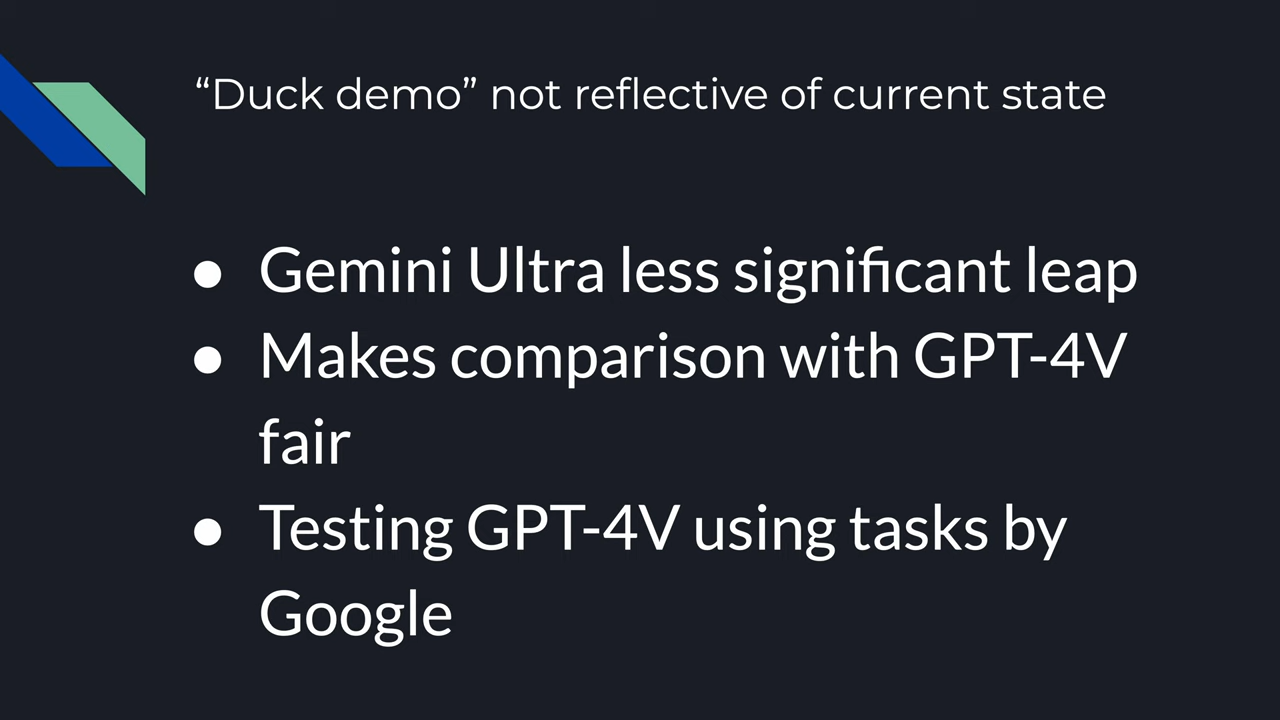 “Duck demo” not reflective of current state
● Gemini Ultra less significant leap
● Makes comparison with GPT-4V
fair
● Testing GPT-4V using tasks by
Google